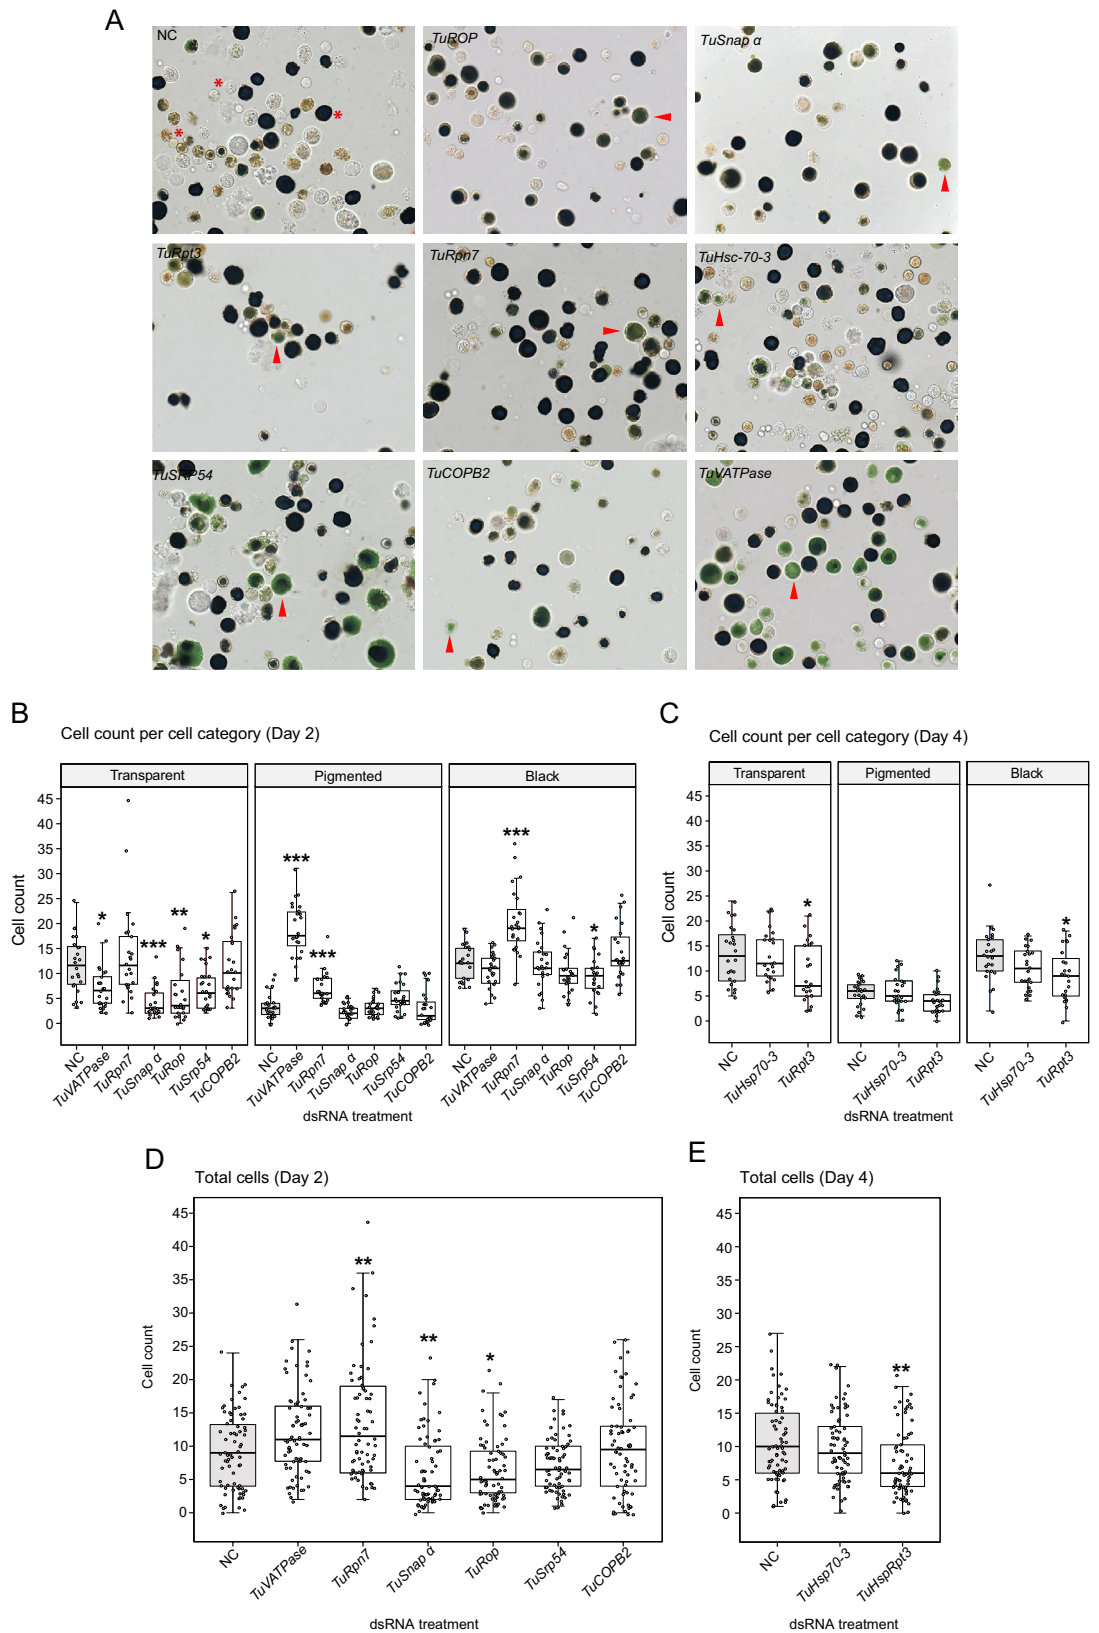 A
NC
TuROP
TuSnap α
*
*
*
TuRpt3
TuRpn7
TuHsc-70-3
TuSRP54
TuCOPB2
TuVATPase
B
Cell count per cell category (Day 2)
Transparent
Pigmented
Black
Cell count
45
40
35
30
25
20
15
10
5
0
*
***
**
*
***
***
***
*
NC
TuVATPase
TuRpn7
TuSnap α
TuRop
TuSrp54
TuCOPB2
NC
TuVATPase
TuRpn7
TuSnap α
TuRop
TuSrp54
TuCOPB2
NC
TuVATPase
TuRpn7
TuSnap α
TuRop
TuSrp54
TuCOPB2
dsRNA treatment
C
Cell count per cell category (Day 4)
Transparent
Pigmented
Black
Cell count
45
40
35
30
25
20
15
10
5
0
*
*
NC
TuHsp70-3
TuRpt3
NC
TuHsp70t3
TuRpt3
NC
TuHsp70-3
TuRpt3
dsRNA treatment
D
Total cells (Day 2)
Cell count
45
40
35
30
25
20
15
10
5
0
**
**
*
NC
TuVATPase
TuRpn7
TuSnap α
TuRop
TuSrp54
TuCOPB2
dsRNA treatment
E
Total cells (Day 4)
Cell count
45
40
35
30
25
20
15
10
5
0
**
NC
TuHsp70-3
TuHspRpt3
dsRNA treatment